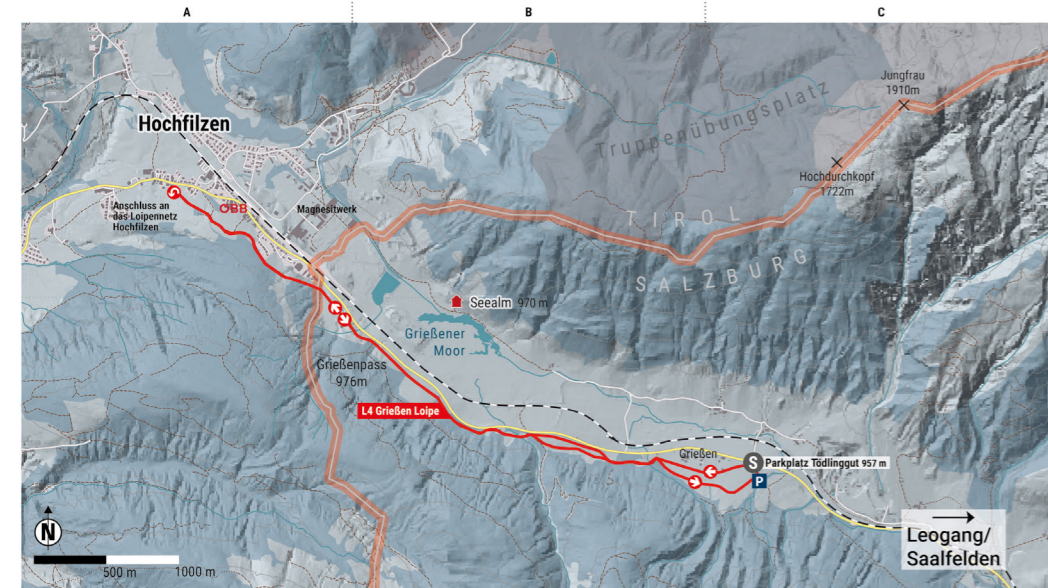 A
B
C
Jungfrau
1910m
Truppenübungsplatz
Hochfilzen
Hochdurchkopf
1722m
Anschluss an
das Loipennetz
Hochfilzen
ÖBB
Magnesitwerk
TIROL
SALZBURG
Seealm 970 m
Grießener
Moor
Grießenpass
976m
L4 Grießen Loipe
Grießen
S
Parkplatz Tödlinggut 957 m
P
N
Leogang/
Saalfelden
500 m
1000 m